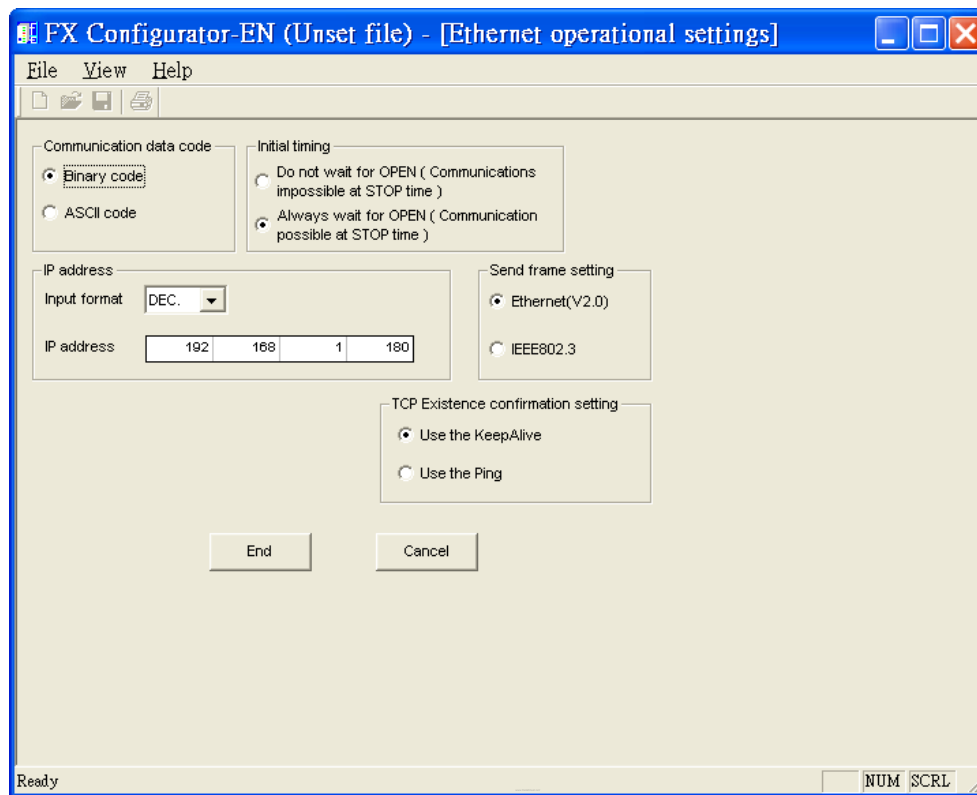 FX Configurator-EN (Unset file) - [Ethernet operational settings]
File View Help
Communication data code
Binary code
ASCII code
Initial timing
Do not wait for OPEN ( Communications
impossible at STOP time )
Always wait for OPEN ( Communication
possible at STOP time )
IP address
Input format DEC.
IP address 192 168 1 180
Send frame setting
Ethernet(V2.0)
IEEE802.3
TCP Existence confirmation setting
Use the KeepAlive
Use the Ping
End Cancel
Ready NUM SCRL